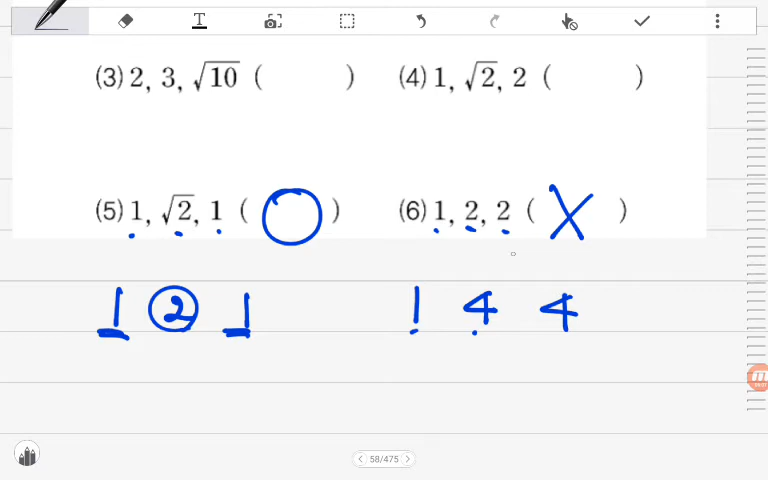 (3) 2, 3, √10 (      ) (4) 1, √2, 2 (      )
(5) 1, √2, 1 ( ○ ) (6) 1, 2, 2 ( X )
1 ② 1 1 4 4
58/475